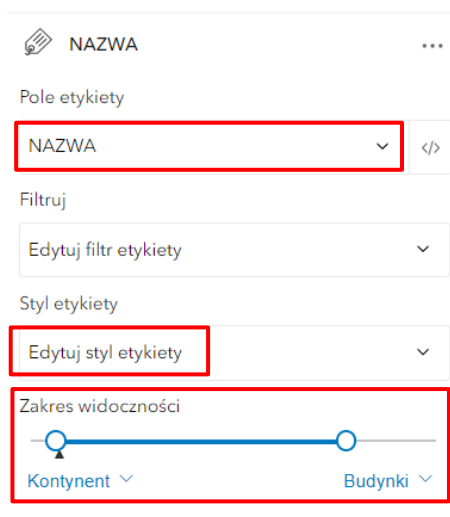 NAZWA
Pole etykiety
NAZWA </>
Filtruj
Edytuj filtr etykiety
Styl etykiety
Edytuj styl etykiety
Zakres widoczności
Kontynent Budynki